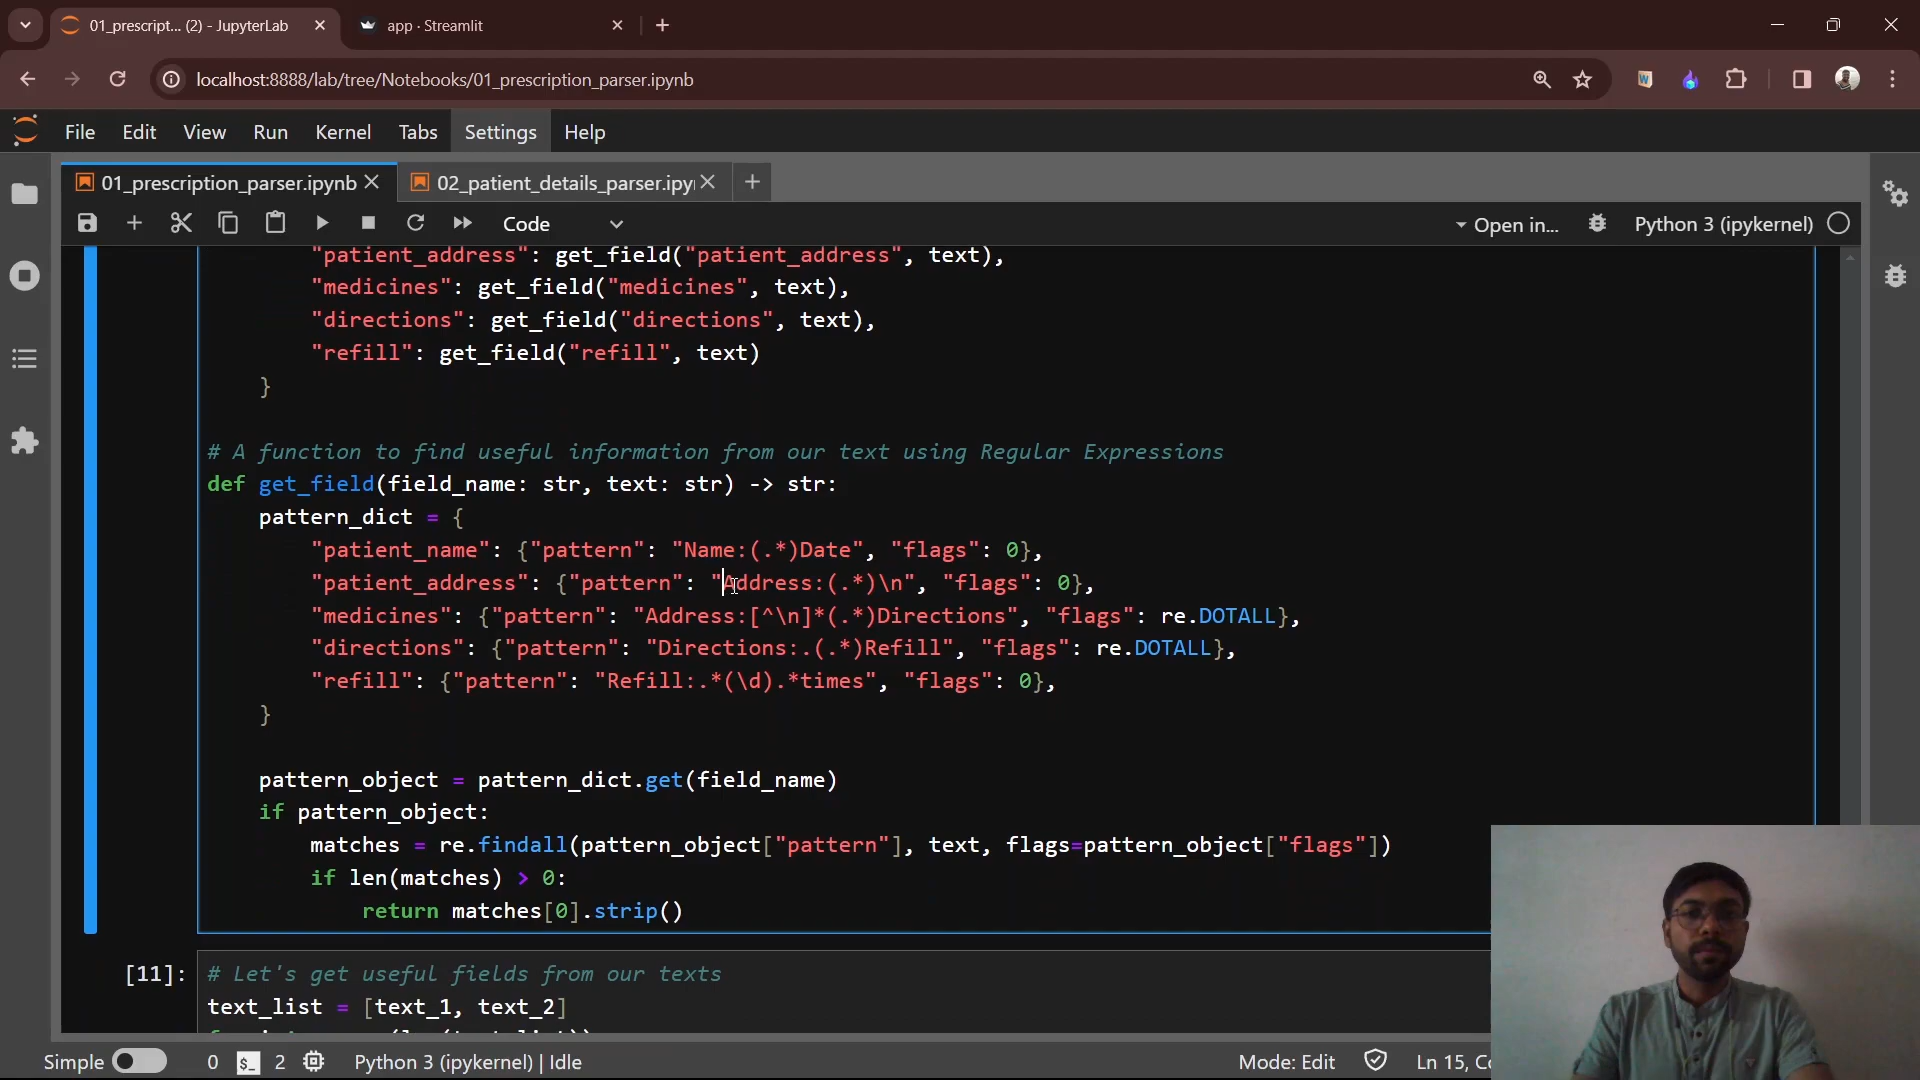 01_prescript... (2) - JupyterLab
app · Streamlit
localhost:8888/lab/tree/Notebooks/01_prescription_parser.ipynb
File Edit View Run Kernel Tabs Settings Help
01_prescription_parser.ipynb
02_patient_details_parser.ipy
Code
Open in...
Python 3 (ipykernel)
"patient_address": get_field("patient_address", text),
"medicines": get_field("medicines", text),
"directions": get_field("directions", text),
"refill": get_field("refill", text)
}
# A function to find useful information from our text using Regular Expressions
def get_field(field_name: str, text: str) -> str:
pattern_dict = {
"patient_name": {"pattern": "Name:(.*)Date", "flags": 0},
"patient_address": {"pattern": "Address:(.*)\n", "flags": 0},
"medicines": {"pattern": "Address:[^\n]*(.*)Directions", "flags": re.DOTALL},
"directions": {"pattern": "Directions:.(.*)Refill", "flags": re.DOTALL},
"refill": {"pattern": "Refill:.*(\d).*times", "flags": 0},
}
pattern_object = pattern_dict.get(field_name)
if pattern_object:
matches = re.findall(pattern_object["pattern"], text, flags=pattern_object["flags"])
if len(matches) > 0:
return matches[0].strip()
[11]: # Let's get useful fields from our texts
text_list = [text_1, text_2]
Simple 0 $_ 2 Python 3 (ipykernel) | Idle Mode: Edit Ln 15,